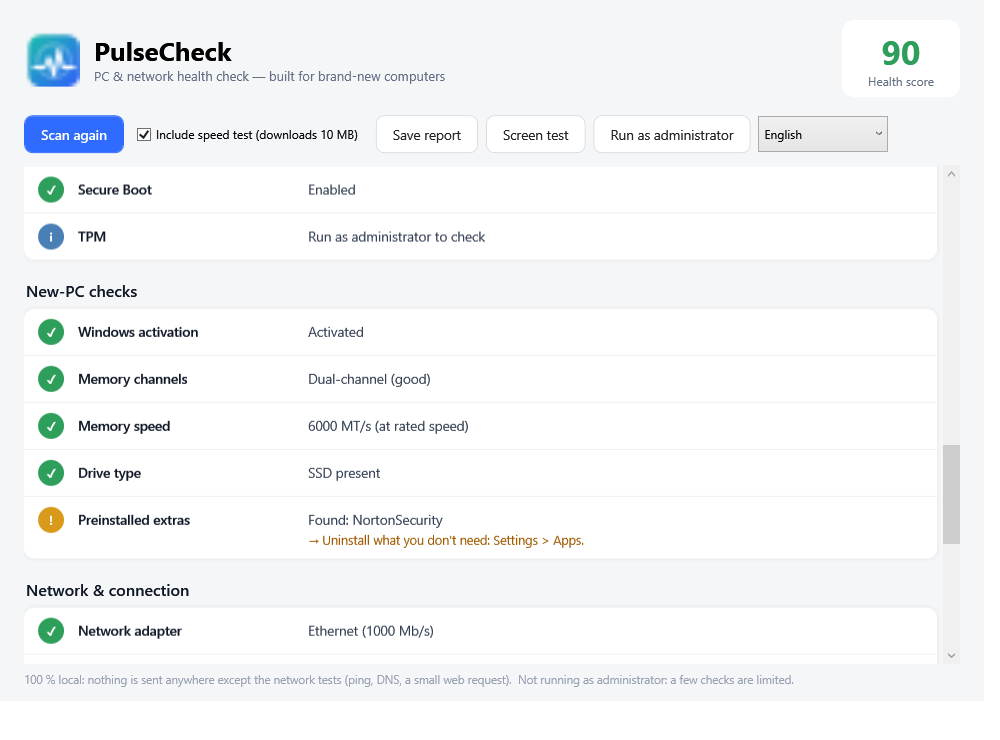 PulseCheck
PC & network health check — built for brand-new computers
90
Health score
Scan again
Include speed test (downloads 10 MB)
Save report
Screen test
Run as administrator
English
Secure Boot
Enabled
TPM
Run as administrator to check
New-PC checks
Windows activation
Activated
Memory channels
Dual-channel (good)
Memory speed
6000 MT/s (at rated speed)
Drive type
SSD present
Preinstalled extras
Found: NortonSecurity
→ Uninstall what you don't need: Settings > Apps.
Network & connection
Network adapter
Ethernet (1000 Mb/s)
100 % local: nothing is sent anywhere except the network tests (ping, DNS, a small web request).  Not running as administrator: a few checks are limited.